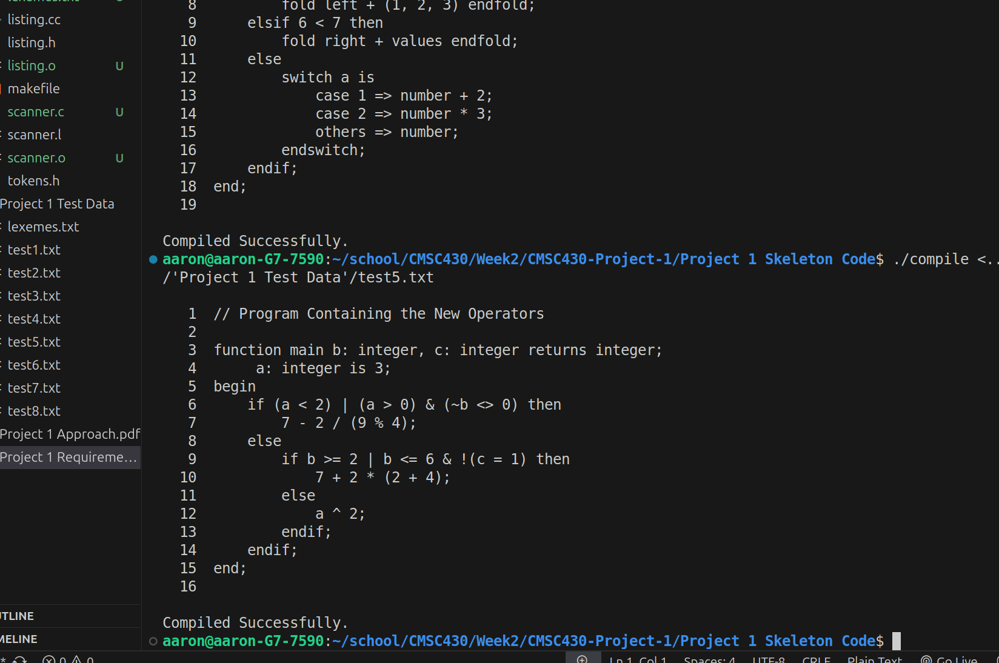 lexemes.txt U
listing.cc
listing.h
listing.o U
makefile
scanner.c U
scanner.l
scanner.o U
tokens.h
Project 1 Test Data
lexemes.txt
test1.txt
test2.txt
test3.txt
test4.txt
test5.txt
test6.txt
test7.txt
test8.txt
Project 1 Approach.pdf
Project 1 Requireme...
UTLINE
MELINE
8 fold left + (1, 2, 3) endfold;
9 elsif 6 < 7 then
10 fold right + values endfold;
11 else
12 switch a is
13 case 1 => number + 2;
14 case 2 => number * 3;
15 others => number;
16 endswitch;
17 endif;
18 end;
19
Compiled Successfully.
aaron@aaron-G7-7590:~/school/CMSC430/Week2/CMSC430-Project-1/Project 1 Skeleton Code$ ./compile <..
/'Project 1 Test Data'/test5.txt
1 // Program Containing the New Operators
2
3 function main b: integer, c: integer returns integer;
4 a: integer is 3;
5 begin
6 if (a < 2) | (a > 0) & (~b <> 0) then
7 7 - 2 / (9 % 4);
8 else
9 if b >= 2 | b <= 6 & !(c = 1) then
10 7 + 2 * (2 + 4);
11 else
12 a ^ 2;
13 endif;
14 endif;
15 end;
16
Compiled Successfully.
aaron@aaron-G7-7590:~/school/CMSC430/Week2/CMSC430-Project-1/Project 1 Skeleton Code$
* 0 0 Ln 1, Col 1 Spaces: 4 UTF-8 CRLF Plain Text Go Live